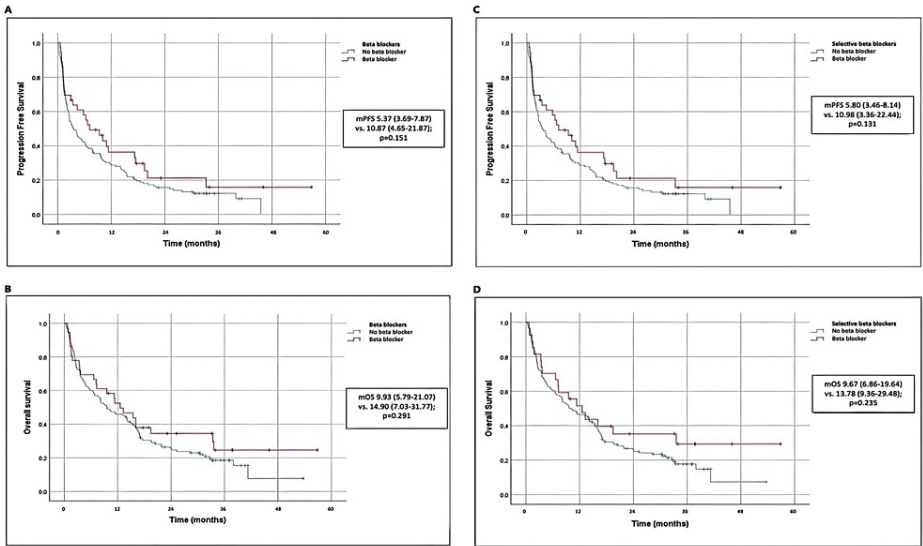 A
Progression Free Survival
1,0
0,8
0,6
0,4
0,2
0,0
0
12
24
36
48
60
Time (months)
Beta blockers
No beta blocker
Beta blocker
mPFS 5.37 (3.69-7.87)
vs. 10.87 (4.65-21.87);
p=0.151
C
Progression Free Survival
1,0
0,8
0,6
0,4
0,2
0,0
0
12
24
36
48
60
Time (months)
Selective beta blockers
No beta blocker
Beta blocker
mPFS 5.80 (3.46-8.14)
vs. 10.98 (3.36-22.44);
p=0.131
B
Overall survival
1,0
0,8
0,6
0,4
0,2
0,0
0
12
24
36
48
60
Time (months)
Beta blockers
No beta blocker
Beta blocker
mOS 9.93 (5.79-21.07)
vs. 14.90 (7.03-31.77);
p=0.291
D
Overall survival
1,0
0,8
0,6
0,4
0,2
0,0
0
12
24
36
48
60
Time (months)
Selective beta blockers
No beta blocker
Beta blocker
mOS 9.67 (6.86-19.64)
vs. 13.78 (9.36-29.48);
p=0.235